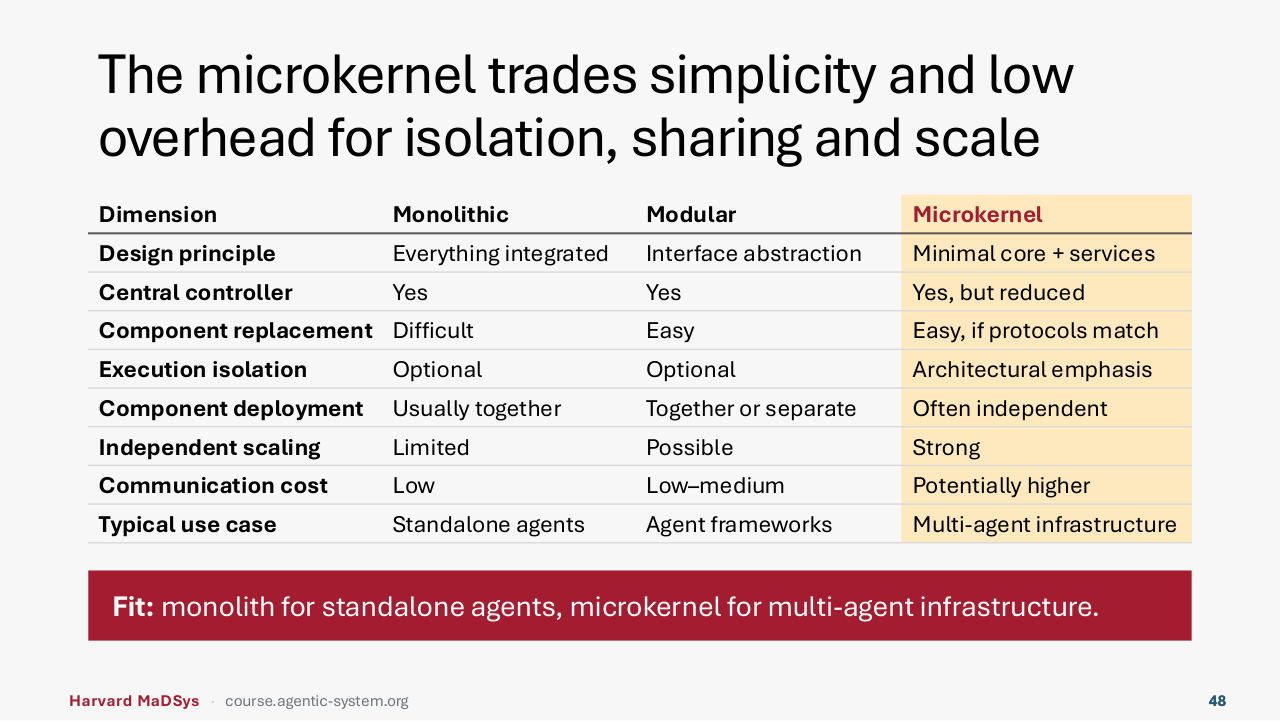 The microkernel trades simplicity and low
overhead for isolation, sharing and scale
Dimension Monolithic Modular Microkernel
Design principle Everything integrated Interface abstraction Minimal core + services
Central controller Yes Yes Yes, but reduced
Component replacement Difficult Easy Easy, if protocols match
Execution isolation Optional Optional Architectural emphasis
Component deployment Usually together Together or separate Often independent
Independent scaling Limited Possible Strong
Communication cost Low Low–medium Potentially higher
Typical use case Standalone agents Agent frameworks Multi-agent infrastructure
Fit: monolith for standalone agents, microkernel for multi-agent infrastructure.
Harvard MaDSys · course.agentic-system.org 48